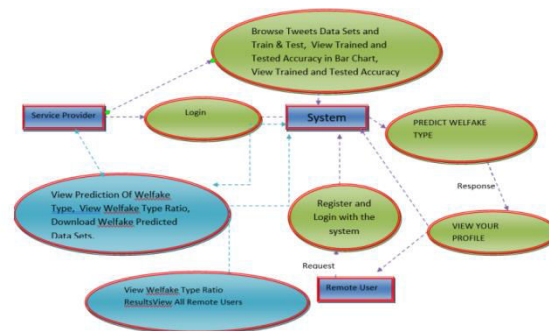 Browse Tweets Data Sets and
Train & Test, View Trained and
Tested Accuracy in Bar Chart,
View Trained and Tested Accuracy
Service Provider
Login
System
PREDICT WELFAKE
TYPE
View Prediction Of Welfake
Type, View Welfake Type Ratio,
Download Welfake Predicted
Data Sets.
Register and
Login with the
system
Response
VIEW YOUR
PROFILE
Request
Remote User
View Welfake Type Ratio
ResultsView All Remote Users